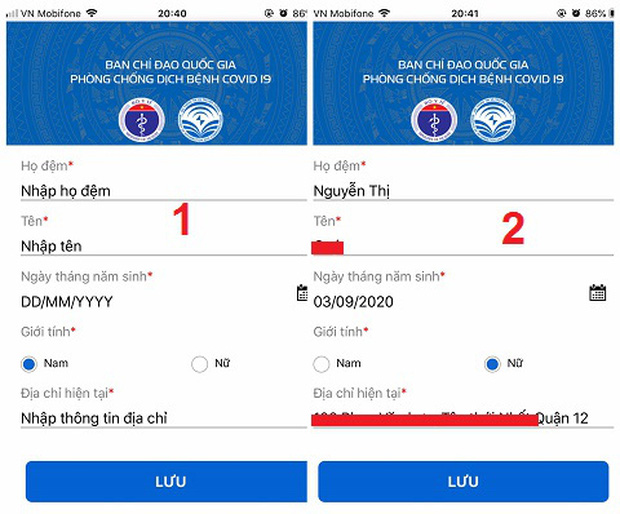 VN Mobifone
20:40
86%
BAN CHỈ ĐẠO QUỐC GIA
PHÒNG CHỐNG DỊCH BỆNH COVID 19
BỘ Y TẾ
Họ đệm*
Nhập họ đệm
1
Tên*
Nhập tên
Ngày tháng năm sinh*
DD/MM/YYYY
Giới tính*
Nam
Nữ
Địa chỉ hiện tại*
Nhập thông tin địa chỉ
LƯU
VN Mobifone
20:41
86%
BAN CHỈ ĐẠO QUỐC GIA
PHÒNG CHỐNG DỊCH BỆNH COVID 19
BỘ Y TẾ
Họ đệm*
Nguyễn Thị
2
Tên*
Ngày tháng năm sinh*
03/09/2020
Giới tính*
Nam
Nữ
Địa chỉ hiện tại*
Quận 12
LƯU